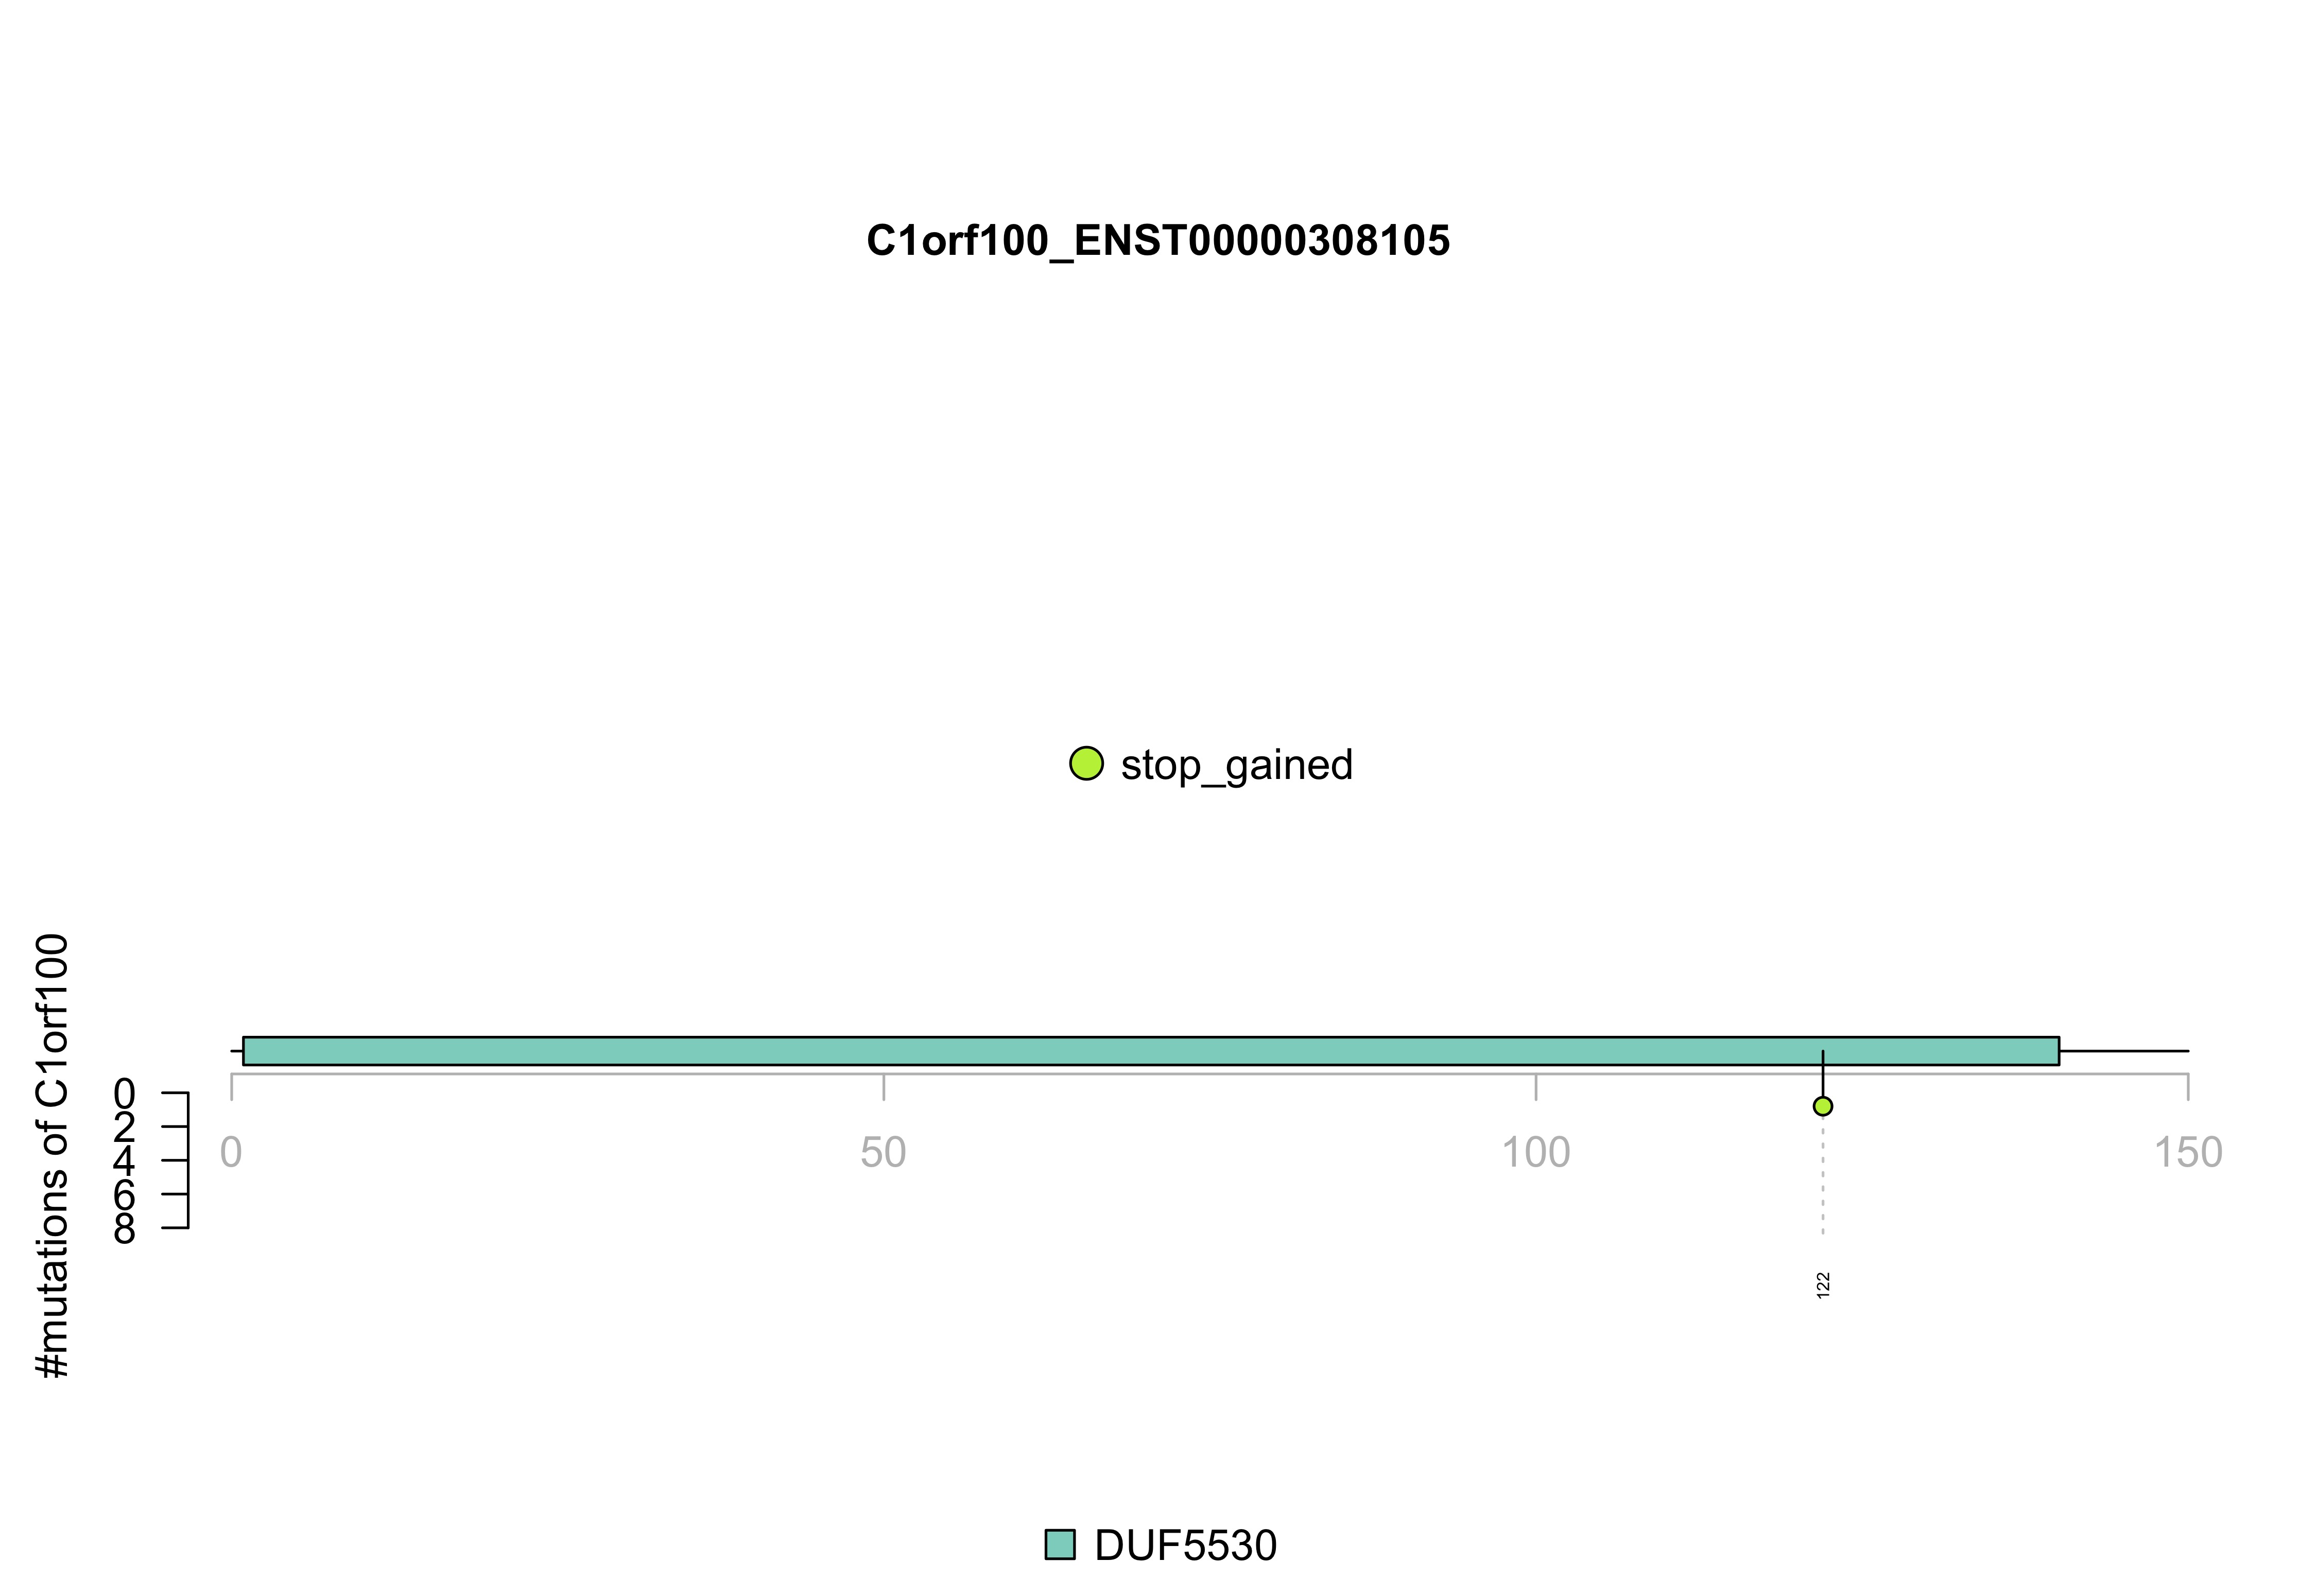 C1orf100_ENST00000308105
stop_gained
#mutations of C1orf100
0
2
4
6
8
0 50 100 150
122
DUF5530